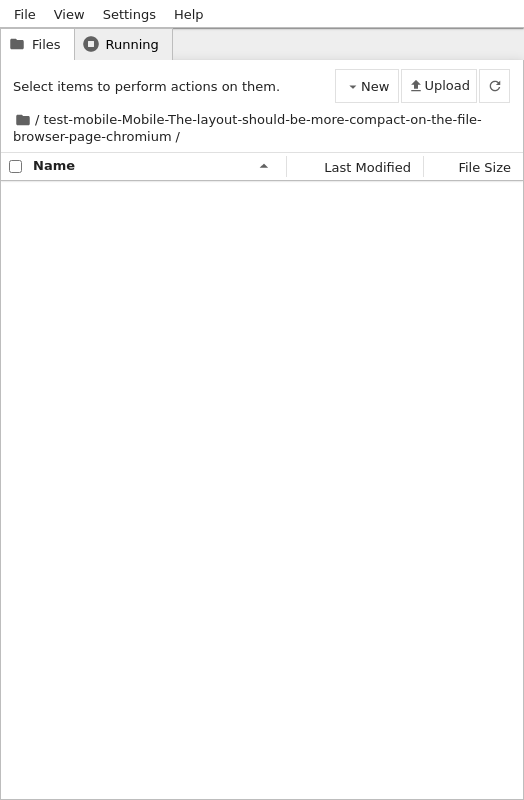 File View Settings Help
Files Running
Select items to perform actions on them. New Upload
/ test-mobile-Mobile-The-layout-should-be-more-compact-on-the-file-
browser-page-chromium /
Name Last Modified File Size